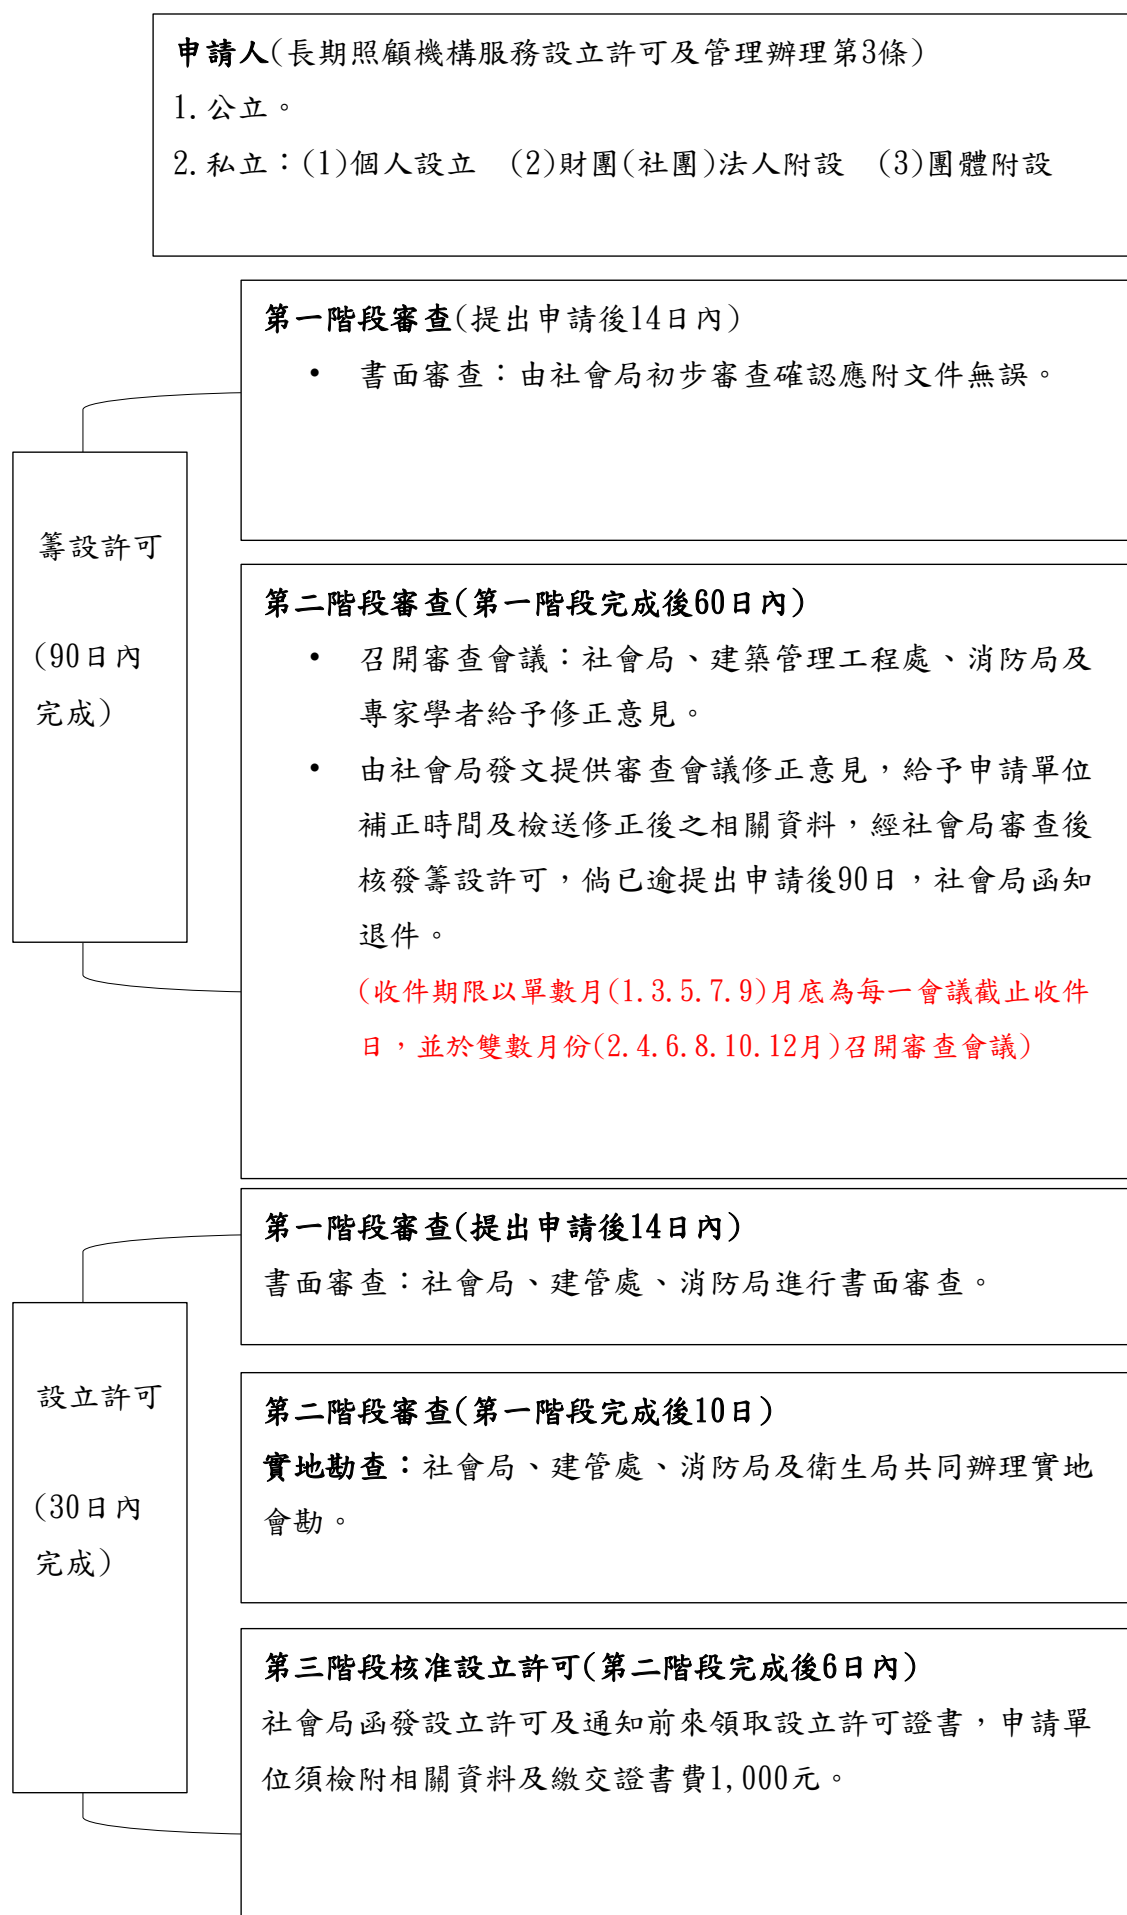 申請人(長期照顧機構服務設立許可及管理辦理第3條)
1.公立。
2.私立：(1)個人設立 (2)財團(社團)法人附設 (3)團體附設
籌設許可
(90日內
完成)
第一階段審查(提出申請後14日內)
• 書面審查：由社會局初步審查確認應附文件無誤。
第二階段審查(第一階段完成後60日內)
• 召開審查會議：社會局、建築管理工程處、消防局及
專家學者給予修正意見。
• 由社會局發文提供審查會議修正意見，給予申請單位
補正時間及檢送修正後之相關資料，經社會局審查後
核發籌設許可，倘已逾提出申請後90日，社會局函知
退件。
(收件期限以單數月(1.3.5.7.9)月底為每一會議截止收件
日，並於雙數月份(2.4.6.8.10.12月)召開審查會議)
設立許可
(30日內
完成)
第一階段審查(提出申請後14日內)
書面審查：社會局、建管處、消防局進行書面審查。
第二階段審查(第一階段完成後10日)
實地勘查：社會局、建管處、消防局及衛生局共同辦理實地
會勘。
第三階段核准設立許可(第二階段完成後6日內)
社會局函發設立許可及通知前來領取設立許可證書，申請單
位須檢附相關資料及繳交證書費1,000元。